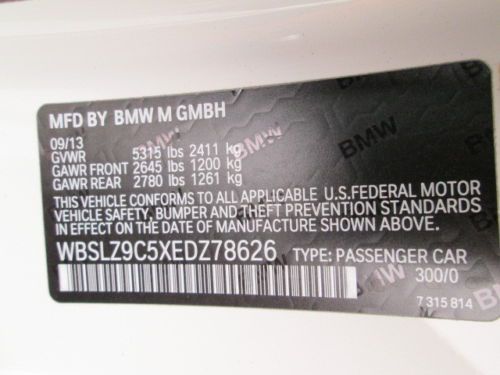 MFD BY BMW M GMBH
09/13
GVWR 5315 lbs 2411 kg
GAWR FRONT 2645 lbs 1200 kg
GAWR REAR 2780 lbs 1261 kg
THIS VEHICLE CONFORMS TO ALL APPLICABLE U.S.FEDERAL MOTOR
VEHICLE SAFETY, BUMPER, AND THEFT PREVENTION STANDARDS
IN EFFECT ON THE DATE OF MANUFACTURE SHOWN ABOVE.
WBSLZ9C5XEDZ78626 TYPE: PASSENGER CAR
300/0
7 315 814